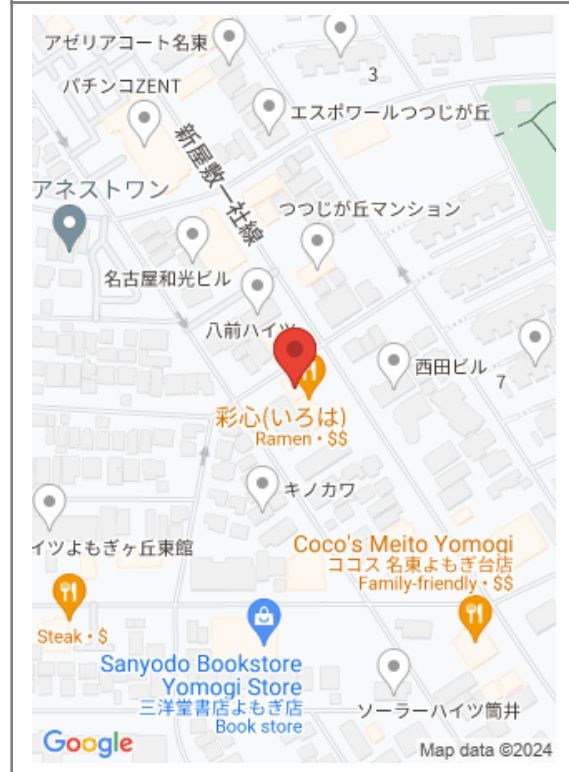 アゼリアコート名東
3
パチンコZENT
エスポワールつつじが丘
新屋敷一社線
アネストワン
つつじが丘マンション
名古屋和光ビル
八前ハイツ
西田ビル
7
彩心(いろは)
Ramen • $$
キノカワ
イツよもぎヶ丘東館
Coco's Meito Yomogi
ココス 名東よもぎ台店
Family-friendly • $$
Steak • $
Sanyodo Bookstore
Yomogi Store
三洋堂書店よもぎ店
Book store
ソーラーハイツ筒井
Google
Map data ©2024